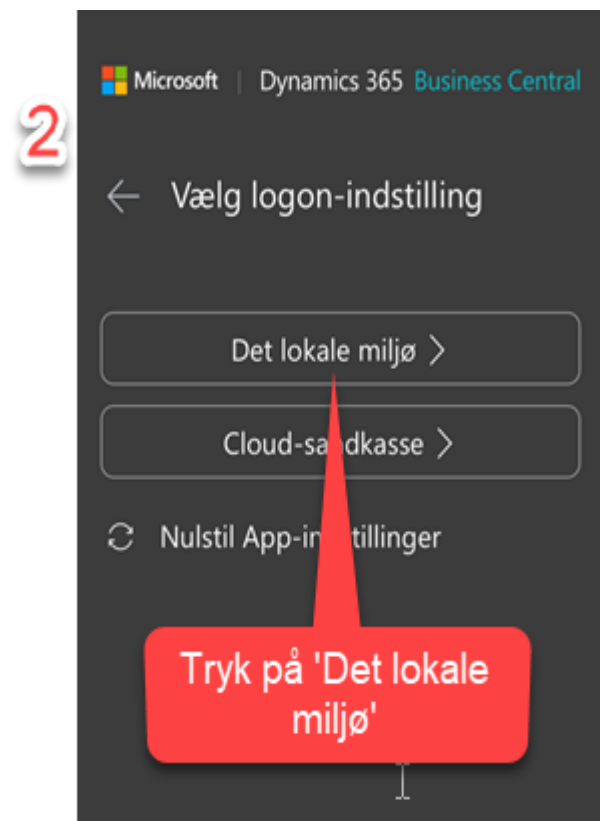 Microsoft | Dynamics 365 Business Central
2
Vælg logon-indstilling
Det lokale miljø >
Cloud-sandkasse >
Nulstil App-indstillinger
Tryk på 'Det lokale
miljø'